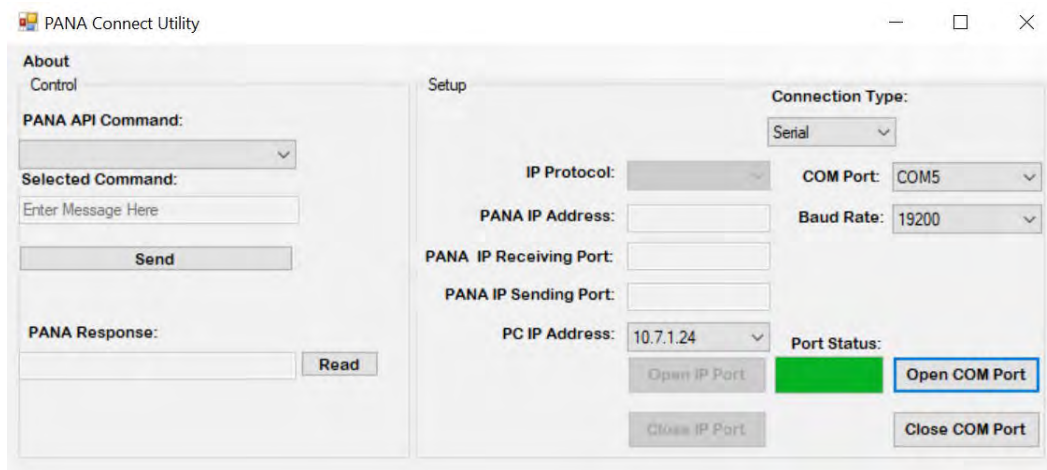 PANA Connect Utility
About
Control
PANA API Command:
Selected Command:
Enter Message Here
Send
PANA Response:
Read
Setup
Connection Type:
Serial
IP Protocol:
COM Port: COM5
PANA IP Address:
Baud Rate: 19200
PANA IP Receiving Port:
PANA IP Sending Port:
PC IP Address: 10.7.1.24
Port Status:
Open IP Port
Open COM Port
Close IP Port
Close COM Port